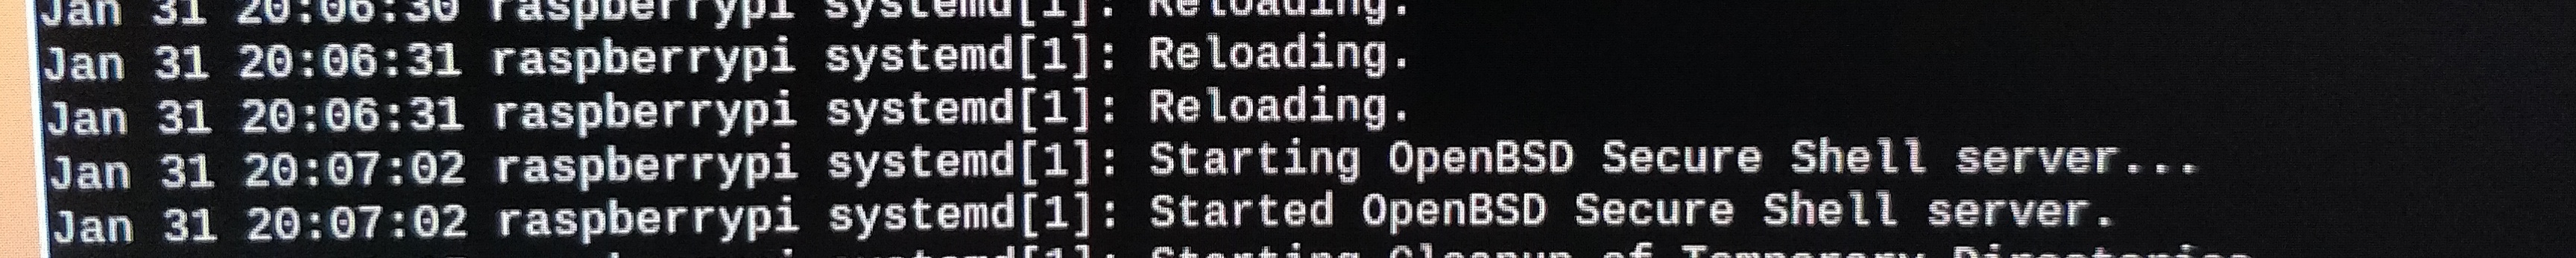 Jan 31 20:06:30 raspberrypi systemd[1]: Reloading.
Jan 31 20:06:31 raspberrypi systemd[1]: Reloading.
Jan 31 20:06:31 raspberrypi systemd[1]: Reloading.
Jan 31 20:07:02 raspberrypi systemd[1]: Starting OpenBSD Secure Shell server...
Jan 31 20:07:02 raspberrypi systemd[1]: Started OpenBSD Secure Shell server.
systemd[1]: Starting Cleanup of Temporary Directories